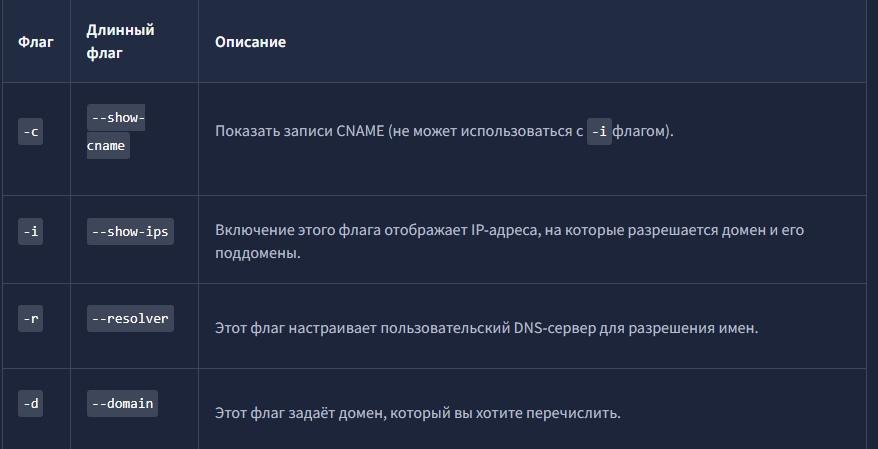 Флаг Длинный флаг Описание
-c --show-cname Показать записи CNAME (не может использоваться с -i флагом).
-i --show-ips Включение этого флага отображает IP-адреса, на которые разрешается домен и его
поддомены.
-r --resolver Этот флаг настраивает пользовательский DNS-сервер для разрешения имен.
-d --domain Этот флаг задаёт домен, который вы хотите перечислить.